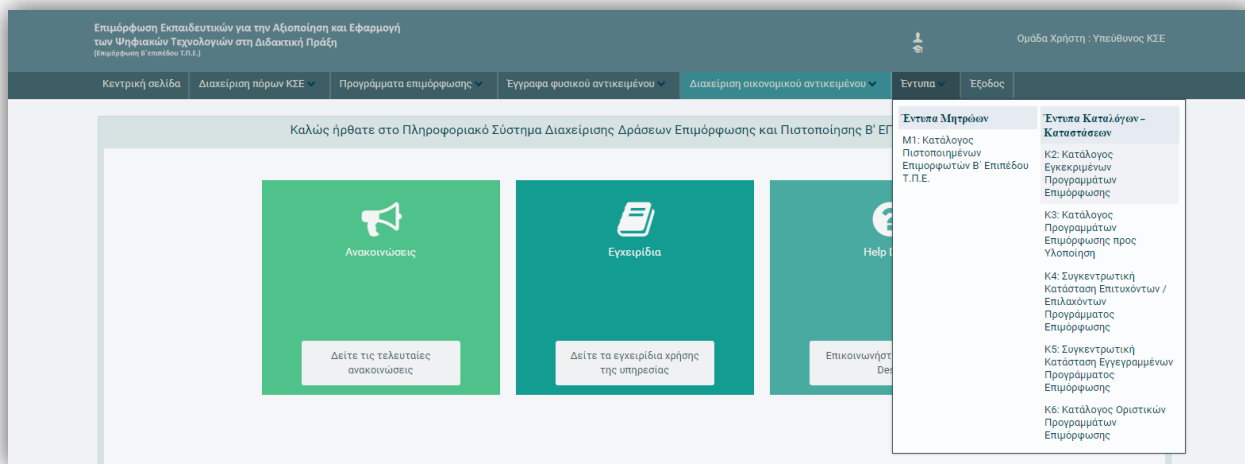 Επιμόρφωση Εκπαιδευτικών για την Αξιοποίηση και Εφαρμογή
των Ψηφιακών Τεχνολογιών στη Διδακτική Πράξη
(Επιμόρφωση Β΄επιπέδου Τ.Π.Ε.)
Ομάδα Χρήστη : Υπεύθυνος ΚΣΕ
Κεντρική σελίδα Διαχείριση πόρων ΚΣΕ Προγράμματα επιμόρφωσης Έγγραφα φυσικού αντικειμένου Διαχείριση οικονομικού αντικειμένου Έντυπα Έξοδος
Καλώς ήρθατε στο Πληροφοριακό Σύστημα Διαχείρισης Δράσεων Επιμόρφωσης και Πιστοποίησης Β' ΕΠ
Ανακοινώσεις
Δείτε τις τελευταίες
ανακοινώσεις
Εγχειρίδια
Δείτε τα εγχειρίδια χρήσης
της υπηρεσίας
Help
Επικοινωνήστ
Des
Έντυπα Μητρώων
Μ1: Κατάλογος
Πιστοποιημένων
Επιμορφωτών Β΄ Επιπέδου
Τ.Π.Ε.
Έντυπα Καταλόγων –
Καταστάσεων
Κ2: Κατάλογος
Εγκεκριμένων
Προγραμμάτων
Επιμόρφωσης
Κ3: Κατάλογος
Προγραμμάτων
Επιμόρφωσης προς
Υλοποίηση
Κ4: Συγκεντρωτική
Κατάσταση Επιτυχόντων /
Επιλαχόντων
Προγράμματος
Επιμόρφωσης
Κ5: Συγκεντρωτική
Κατάσταση Εγγεγραμμένων
Προγράμματος
Επιμόρφωσης
Κ6: Κατάλογος Οριστικών
Προγραμμάτων
Επιμόρφωσης